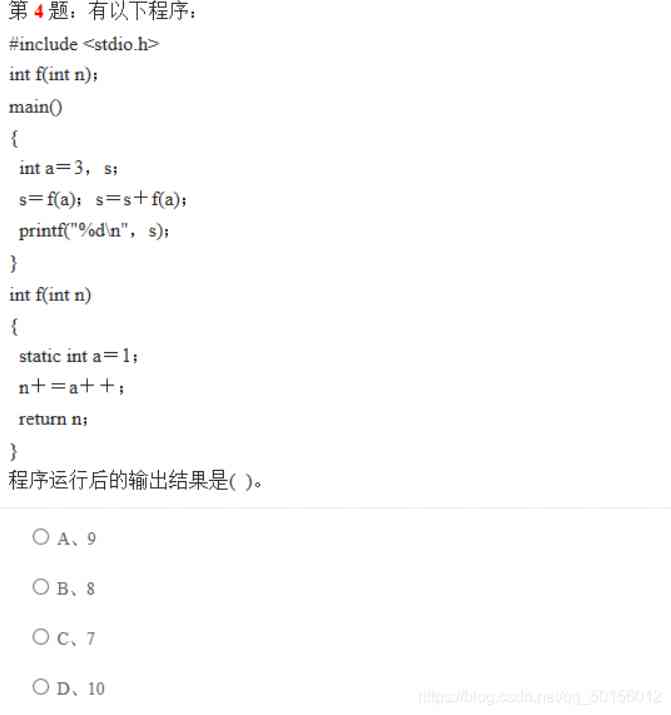 第 4 题：有以下程序：
#include <stdio.h>
int f(int n)；
main()
{
int a＝3，s；
s＝f(a)；s＝s＋f(a)；
printf("%d\n"，s)；
}
int f(int n)
{
static int a＝1；
n＋＝a＋＋；
return n；
}
程序运行后的输出结果是( )。
A、9
B、8
C、7
D、10
https://blog.csdn.net/qq_50156012